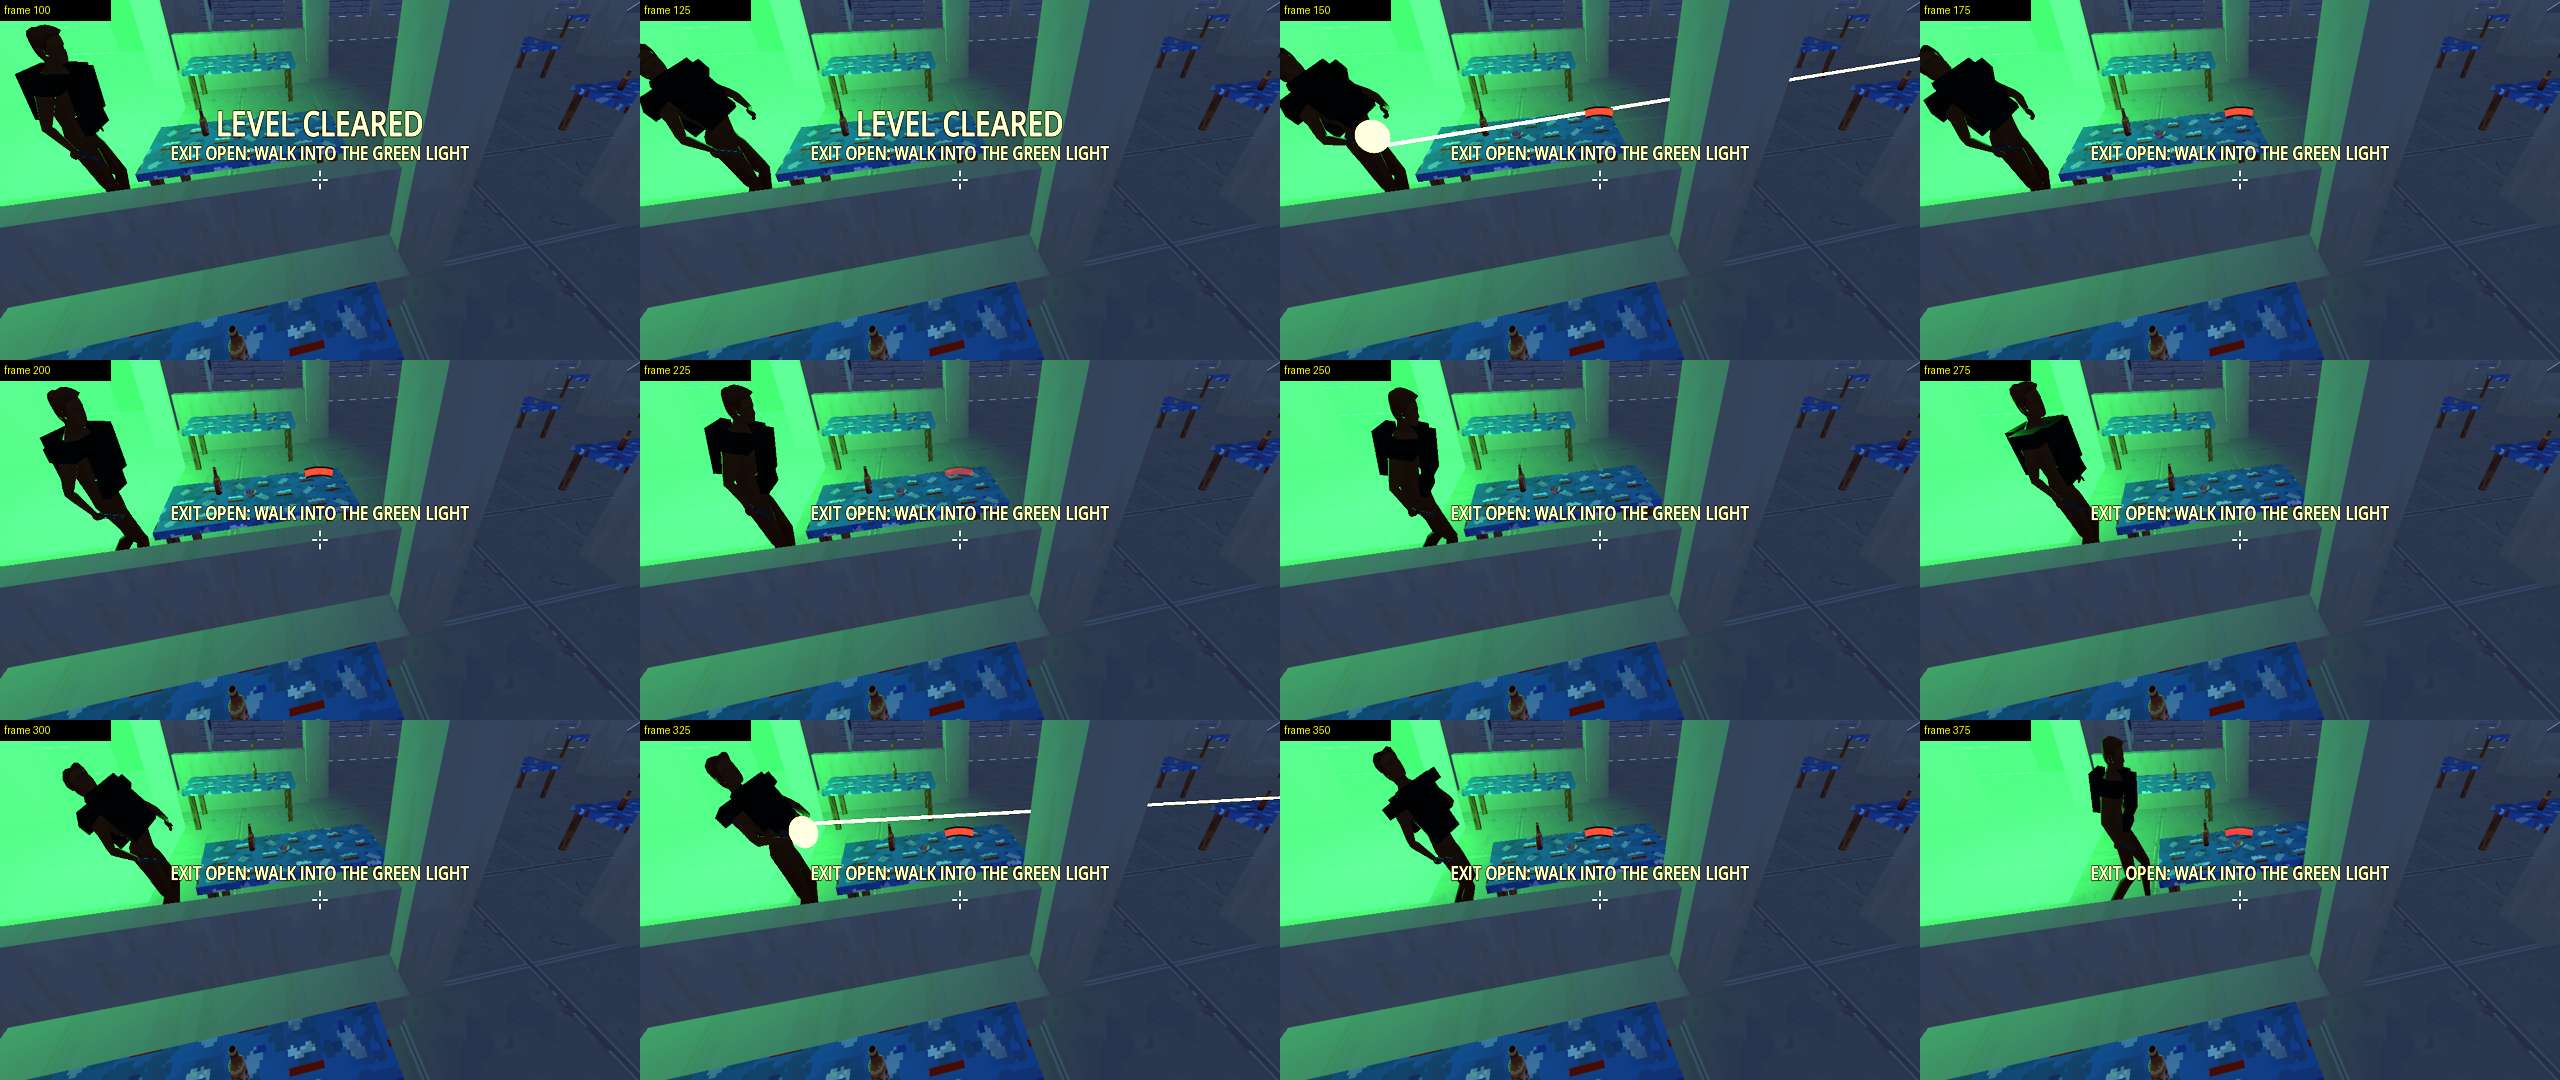 frame 100
LEVEL CLEARED
EXIT OPEN: WALK INTO THE GREEN LIGHT
frame 125
LEVEL CLEARED
EXIT OPEN: WALK INTO THE GREEN LIGHT
frame 150
EXIT OPEN: WALK INTO THE GREEN LIGHT
frame 175
EXIT OPEN: WALK INTO THE GREEN LIGHT
frame 200
EXIT OPEN: WALK INTO THE GREEN LIGHT
frame 225
EXIT OPEN: WALK INTO THE GREEN LIGHT
frame 250
EXIT OPEN: WALK INTO THE GREEN LIGHT
frame 275
EXIT OPEN: WALK INTO THE GREEN LIGHT
frame 300
EXIT OPEN: WALK INTO THE GREEN LIGHT
frame 325
EXIT OPEN: WALK INTO THE GREEN LIGHT
frame 350
EXIT OPEN: WALK INTO THE GREEN LIGHT
frame 375
EXIT OPEN: WALK INTO THE GREEN LIGHT